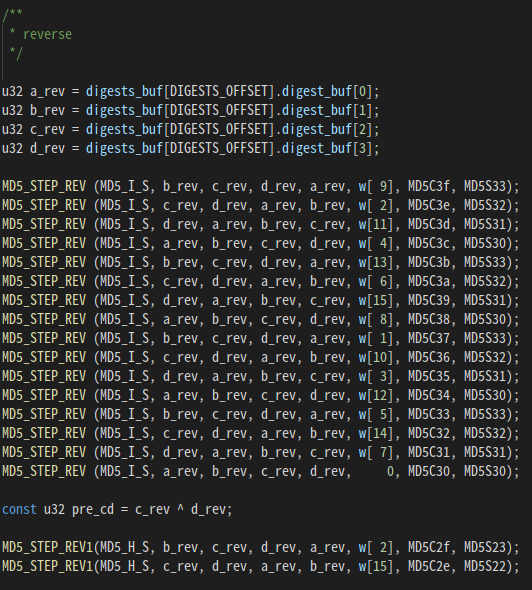 /**
 * reverse
 */
u32 a_rev = digests_buf[DIGESTS_OFFSET].digest_buf[0];
u32 b_rev = digests_buf[DIGESTS_OFFSET].digest_buf[1];
u32 c_rev = digests_buf[DIGESTS_OFFSET].digest_buf[2];
u32 d_rev = digests_buf[DIGESTS_OFFSET].digest_buf[3];
MD5_STEP_REV (MD5_I_S, b_rev, c_rev, d_rev, a_rev, w[ 9], MD5C3f, MD5S33);
MD5_STEP_REV (MD5_I_S, c_rev, d_rev, a_rev, b_rev, w[ 2], MD5C3e, MD5S32);
MD5_STEP_REV (MD5_I_S, d_rev, a_rev, b_rev, c_rev, w[11], MD5C3d, MD5S31);
MD5_STEP_REV (MD5_I_S, a_rev, b_rev, c_rev, d_rev, w[ 4], MD5C3c, MD5S30);
MD5_STEP_REV (MD5_I_S, b_rev, c_rev, d_rev, a_rev, w[13], MD5C3b, MD5S33);
MD5_STEP_REV (MD5_I_S, c_rev, d_rev, a_rev, b_rev, w[ 6], MD5C3a, MD5S32);
MD5_STEP_REV (MD5_I_S, d_rev, a_rev, b_rev, c_rev, w[15], MD5C39, MD5S31);
MD5_STEP_REV (MD5_I_S, a_rev, b_rev, c_rev, d_rev, w[ 8], MD5C38, MD5S30);
MD5_STEP_REV (MD5_I_S, b_rev, c_rev, d_rev, a_rev, w[ 1], MD5C37, MD5S33);
MD5_STEP_REV (MD5_I_S, c_rev, d_rev, a_rev, b_rev, w[10], MD5C36, MD5S32);
MD5_STEP_REV (MD5_I_S, d_rev, a_rev, b_rev, c_rev, w[ 3], MD5C35, MD5S31);
MD5_STEP_REV (MD5_I_S, a_rev, b_rev, c_rev, d_rev, w[12], MD5C34, MD5S30);
MD5_STEP_REV (MD5_I_S, b_rev, c_rev, d_rev, a_rev, w[ 5], MD5C33, MD5S33);
MD5_STEP_REV (MD5_I_S, c_rev, d_rev, a_rev, b_rev, w[14], MD5C32, MD5S32);
MD5_STEP_REV (MD5_I_S, d_rev, a_rev, b_rev, c_rev, w[ 7], MD5C31, MD5S31);
MD5_STEP_REV (MD5_I_S, a_rev, b_rev, c_rev, d_rev,     0, MD5C30, MD5S30);
const u32 pre_cd = c_rev ^ d_rev;
MD5_STEP_REV1(MD5_H_S, b_rev, c_rev, d_rev, a_rev, w[ 2], MD5C2f, MD5S23);
MD5_STEP_REV1(MD5_H_S, c_rev, d_rev, a_rev, b_rev, w[15], MD5C2e, MD5S22);